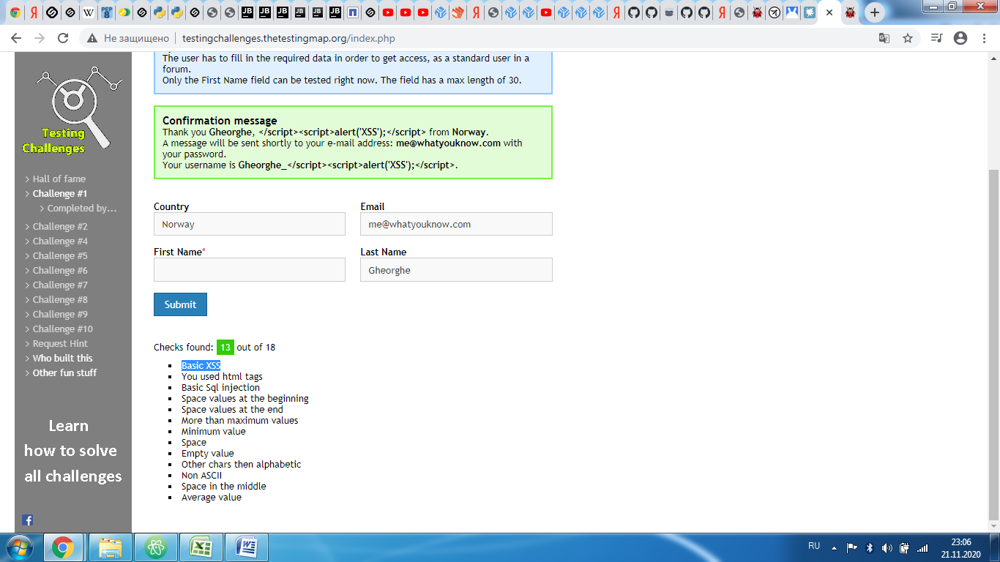 Не защищено
testingchallenges.thetestingmap.org/index.php
Testing
Challenges
Hall of fame
Challenge #1
Completed by...
Challenge #2
Challenge #4
Challenge #5
Challenge #6
Challenge #7
Challenge #8
Challenge #9
Challenge #10
Request Hint
Who built this
Other fun stuff
Learn
how to solve
all challenges
The user has to fill in the required data in order to get access, as a standard user in a
forum.
Only the First Name field can be tested right now. The field has a max length of 30.
Confirmation message
Thank you Gheorghe, </script><script>alert('XSS');</script> from Norway.
A message will be sent shortly to your e-mail address: me@whatyouknow.com with
your password.
Your username is Gheorghe_</script><script>alert('XSS');</script>.
Country
Email
Norway
me@whatyouknow.com
First Name*
Last Name
Gheorghe
Submit
Checks found: 13 out of 18
Basic XSS
You used html tags
Basic Sql injection
Space values at the beginning
Space values at the end
More than maximum values
Minimum value
Space
Empty value
Other chars then alphabetic
Non ASCII
Space in the middle
Average value
RU
23:06
21.11.2020